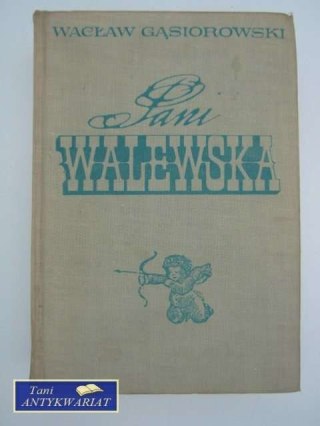 WACŁAW GĄSIOROWSKI
Pani
WALEWSKA
Tani
ANTYKWARIAT